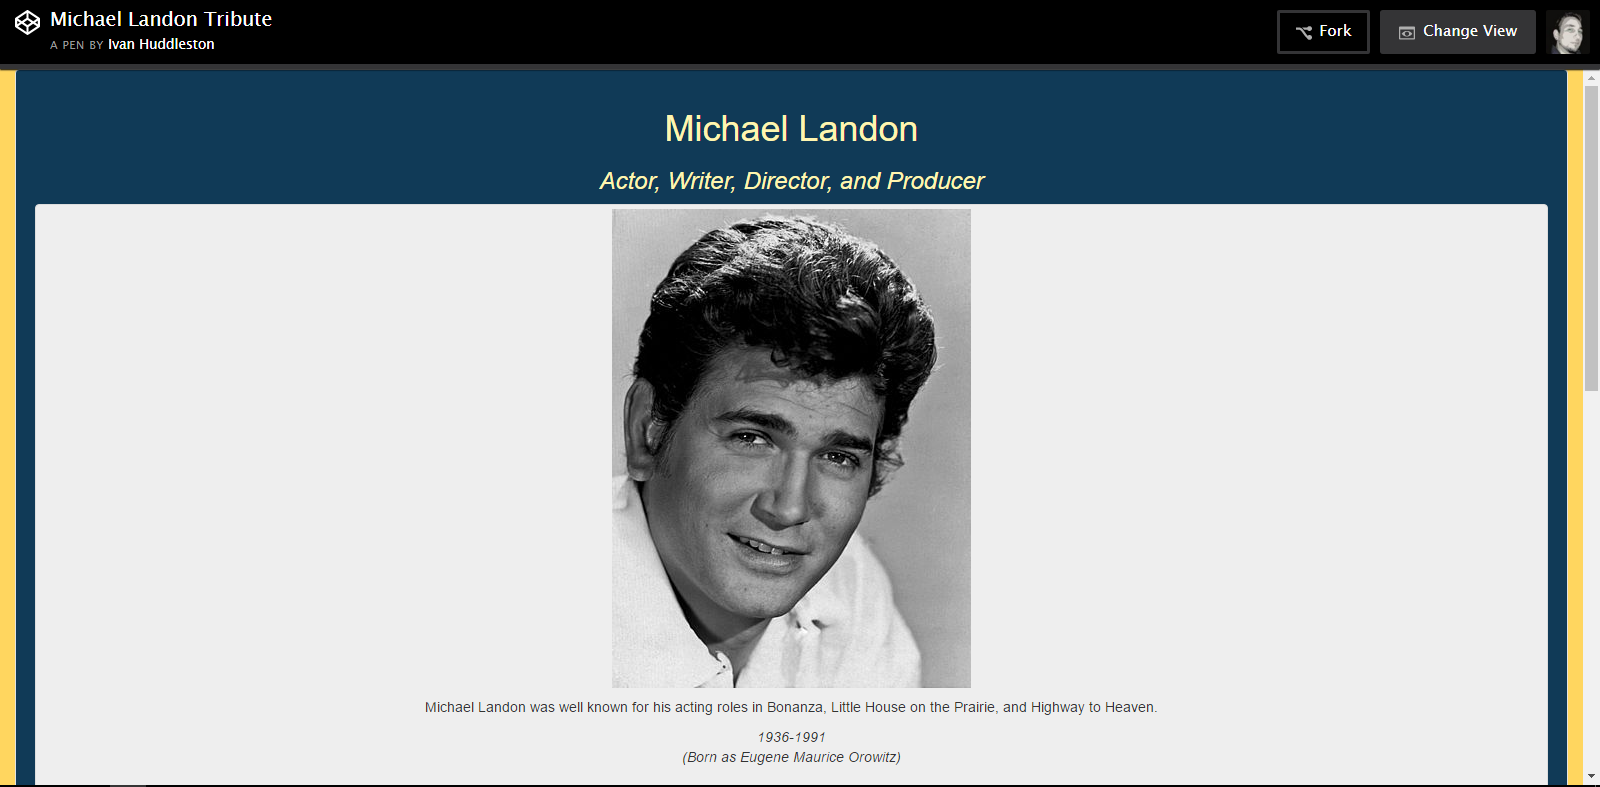 Michael Landon Tribute
A PEN BY Ivan Huddleston
Fork
Change View
Michael Landon
Actor, Writer, Director, and Producer
Michael Landon was well known for his acting roles in Bonanza, Little House on the Prairie, and Highway to Heaven.
1936-1991
(Born as Eugene Maurice Orowitz)